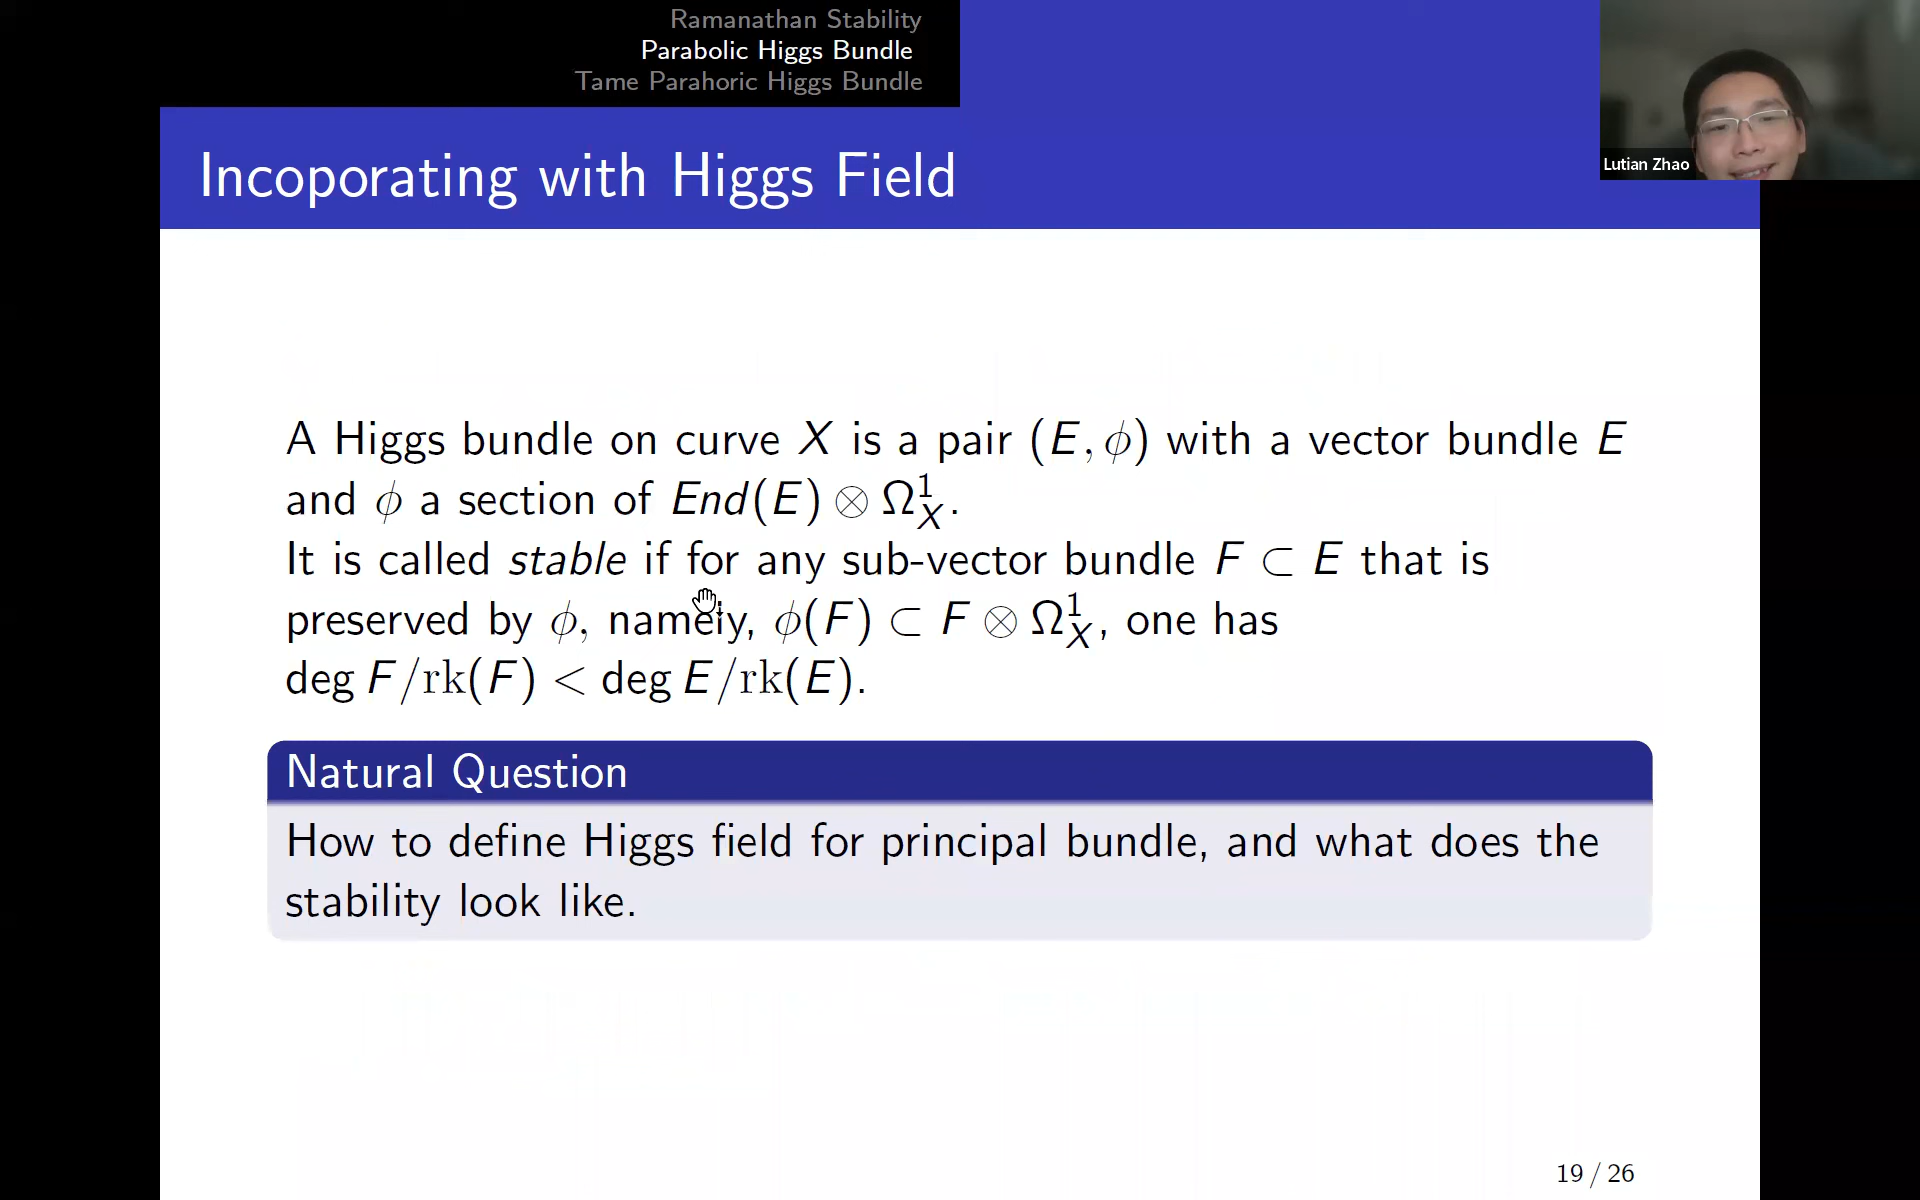 Ramanathan Stability
Parabolic Higgs Bundle
Tame Parahoric Higgs Bundle
Incoporating with Higgs Field
Lutian Zhao
A Higgs bundle on curve X is a pair (E, ϕ) with a vector bundle E
and ϕ a section of End(E) ⊗ Ω¹_X.
It is called stable if for any sub-vector bundle F ⊂ E that is
preserved by ϕ, namely, ϕ(F) ⊂ F ⊗ Ω¹_X, one has
deg F/rk(F) < deg E/rk(E).
Natural Question
How to define Higgs field for principal bundle, and what does the
stability look like.
19 / 26